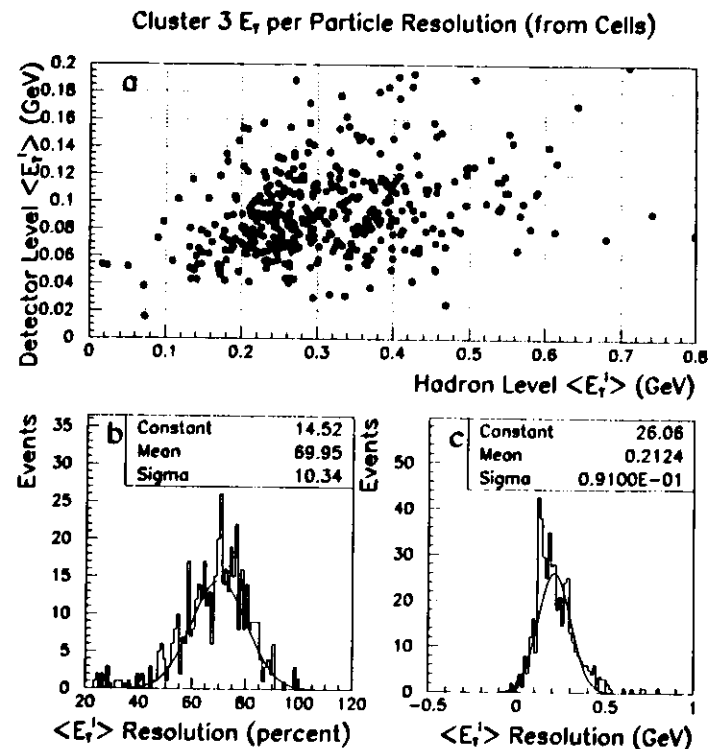 Cluster 3 E_T per Particle Resolution (from Cells)
a
Detector Level <E_T^j> (GeV)
0.2
0.18
0.16
0.14
0.12
0.1
0.08
0.06
0.04
0.02
0
0 0.1 0.2 0.3 0.4 0.5 0.6 0.7 0.8
Hadron Level <E_T^j> (GeV)
b
Events
Constant 14.52
Mean 69.95
Sigma 10.34
35
30
25
20
15
10
5
0
20 40 60 80 100 120
<E_T^j> Resolution (percent)
c
Events
Constant 26.06
Mean 0.2124
Sigma 0.9100E-01
60
50
40
30
20
10
0
-0.5 0 0.5 1
<E_T^j> Resolution (GeV)